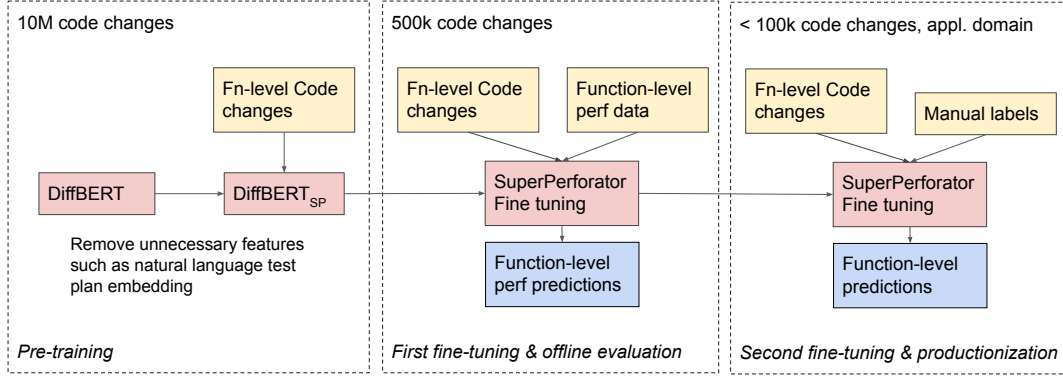 10M code changes
Fn-level Code
changes
DiffBERT
DiffBERTSP
Remove unnecessary features
such as natural language test
plan embedding
Pre-training
500k code changes
Fn-level Code
changes
Function-level
perf data
SuperPerforator
Fine tuning
Function-level
perf predictions
First fine-tuning & offline evaluation
< 100k code changes, appl. domain
Fn-level Code
changes
Manual labels
SuperPerforator
Fine tuning
Function-level
predictions
Second fine-tuning & productionization